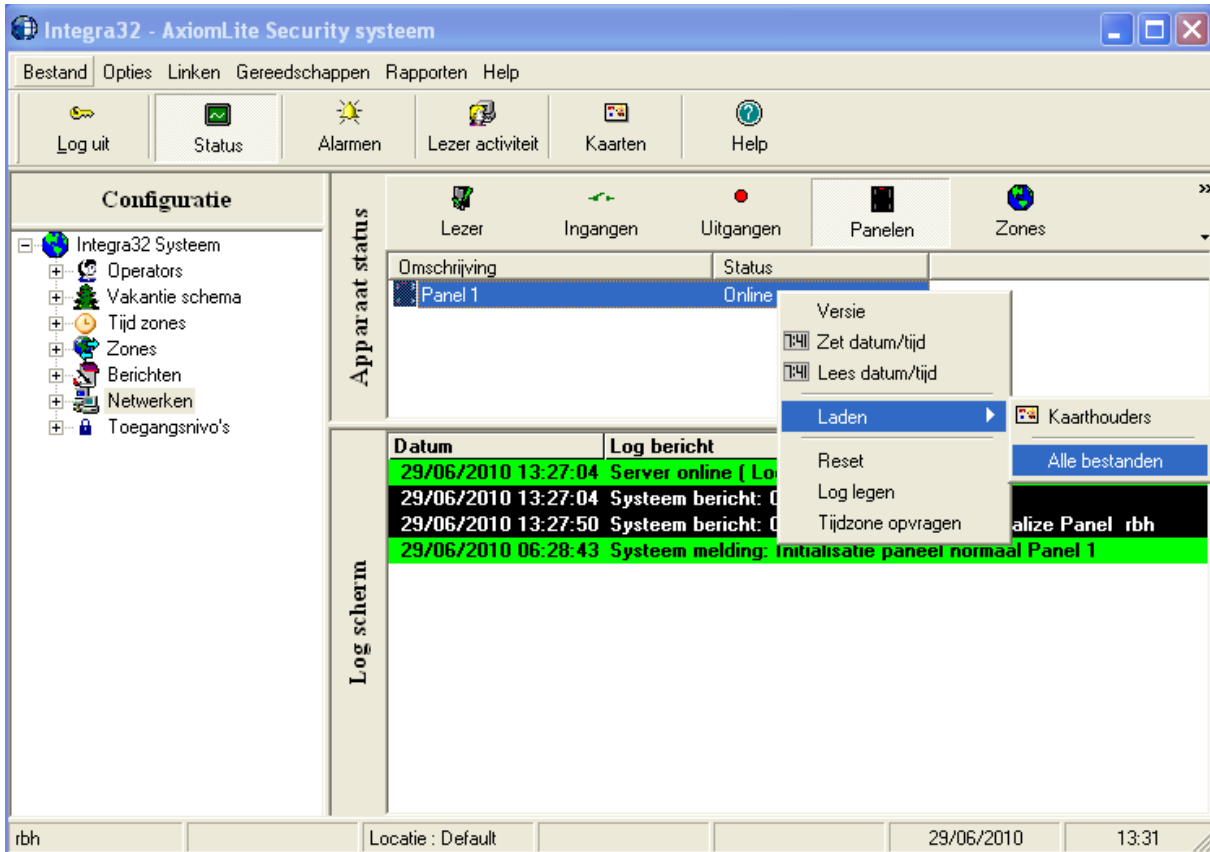 Integra32 - AxiomLite Security systeem
Bestand Opties Linken Gereedschappen Rapporten Help
Log uit Status Alarmen Lezer activiteit Kaarten Help
Configuratie
Integra32 Systeem
Operators
Vakantie schema
Tijd zones
Zones
Berichten
Netwerken
Toegangsnivo's
Apparaat status
Lezer Ingangen Uitgangen Panelen Zones
Omschrijving Status
Panel 1 Online
Versie
7:41 Zet datum/tijd
7:41 Lees datum/tijd
Laden
Reset
Log legen
Tijdzone opvragen
Kaarthouders
Alle bestanden
Log scherm
Datum Log bericht
29/06/2010 13:27:04 Server online (
29/06/2010 13:27:04 Systeem bericht:
29/06/2010 13:27:50 Systeem bericht: Panel rbh
29/06/2010 06:28:43 Systeem melding: Initialisatie paneel normaal Panel 1
rbh Locatie : Default 29/06/2010 13:31